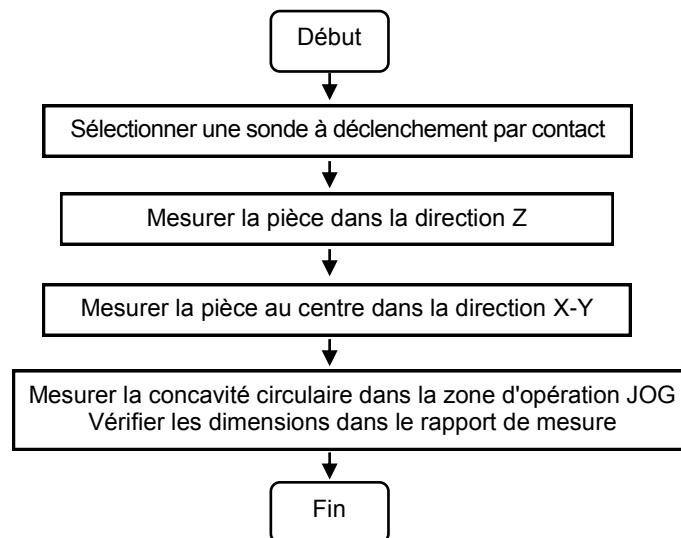 Début
Sélectionner une sonde à déclenchement par contact
Mesurer la pièce dans la direction Z
Mesurer la pièce au centre dans la direction X-Y
Mesurer la concavité circulaire dans la zone d'opération JOG
Vérifier les dimensions dans le rapport de mesure
Fin